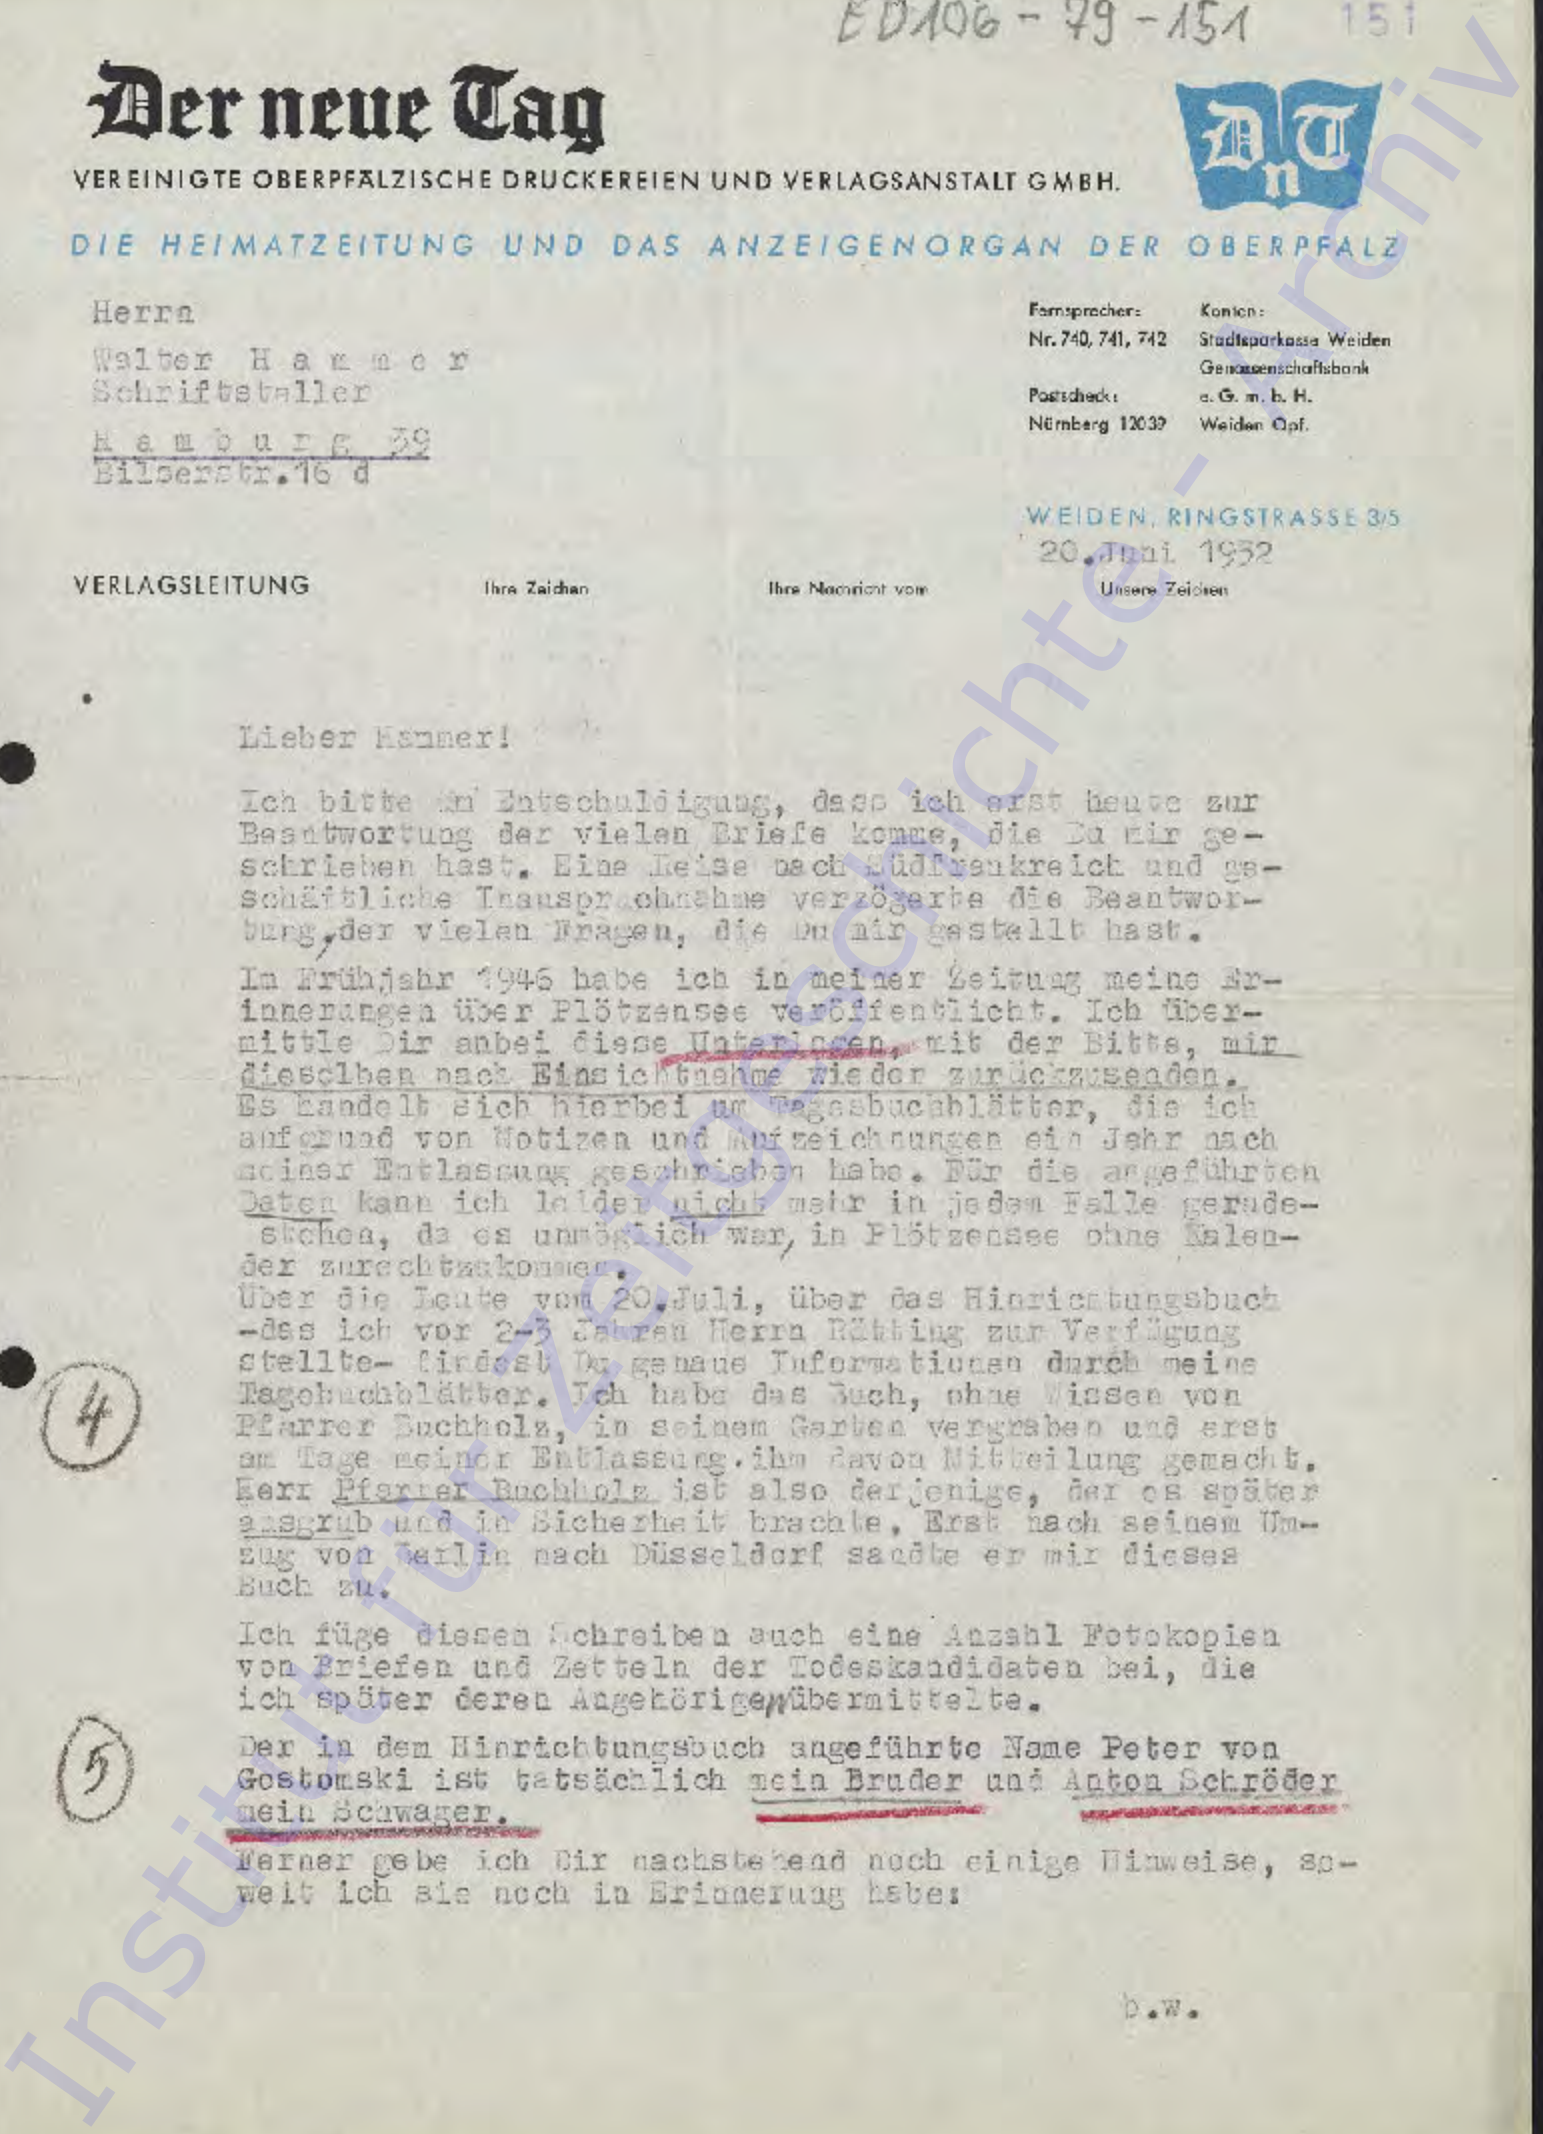 ED106 - 79 - 151
151
Der neue Tag
DnT
VEREINIGTE OBERPFÄLZISCHE DRUCKEREIEN UND VERLAGSANSTALT GMBH.
DIE HEIMATZEITUNG UND DAS ANZEIGENORGAN DER OBERPFALZ
Herrn
Walter H a m m e r
Schriftsteller
H a m b u r g 39
Bilserstr.16 d
Fernsprecher:
Nr. 740, 741, 742
Postscheck:
Nürnberg 12039
Konten:
Stadtsparkasse Weiden
Genossenschaftsbank
e. G. m. b. H.
Weiden Opf.
WEIDEN, RINGSTRASSE 3/5
20.Juni 1952
VERLAGSLEITUNG Ihre Zeichen Ihre Nachricht vom Unsere Zeichen
Lieber Hammer!
Ich bitte um Entschuldigung, dass ich erst heute zur
Beantwortung der vielen Briefe komme, die Du mir ge-
schrieben hast. Eine Reise nach Südfrankreich und ge-
schäftliche Inanspruchnahme verzögerte die Beantwor-
tung,der vielen Fragen, die Du mir gestellt hast.
Im Frühjahr 1946 habe ich in meiner Zeitung meine Er-
innerungen über Plötzensee veröffentlicht. Ich über-
mittle Dir anbei diese Unterlagen, mit der Bitte, mir
dieselben nach Einsichtnahme wieder zurückzusenden.
Es handelt sich hierbei um Tagesbuchblätter, die ich
aufgrund von Notizen und Aufzeichnungen ein Jahr nach
meiner Entlassung geschrieben habe. Für die angeführten
Daten kann ich leider nicht mehr in jedem Falle gerade-
stehen, da es unmöglich war, in Plötzensee ohne Kalen-
der zurechtzukommen.
Über die Leute vom 20.Juli, über das Hinrichtungsbuch
-das ich vor 2-3 Jahren Herrn Rütting zur Verfügung
stellte- findest Du genaue Informationen durch meine
Tagebuchblätter. Ich habe das Buch, ohne Wissen von
4
Pfarrer Buchholz, in seinem Garten vergraben und erst
am Tage meiner Entlassung.ihm davon Mitteilung gemacht.
Herr Pfarrer Buchholz ist also derjenige, der es später
ausgrub und in Sicherheit brachte. Erst nach seinem Um-
zug von Berlin nach Düsseldorf sandte er mir dieses
Buch zu.
Ich füge diesen Schreiben auch eine Anzahl Fotokopien
von Briefen und Zetteln der Todeskandidaten bei, die
ich später deren Angehörigen übermittelte.
5
Der in dem Hinrichtungsbuch angeführte Name Peter von
Gostomski ist tatsächlich mein Bruder und Anton Schröder
mein Schwager.
Ferner gebe ich Dir nachstehend noch einige Hinweise, so-
weit ich sie noch in Erinnerung habe:
b.w.
Institut für Zeitgeschichte - Archiv